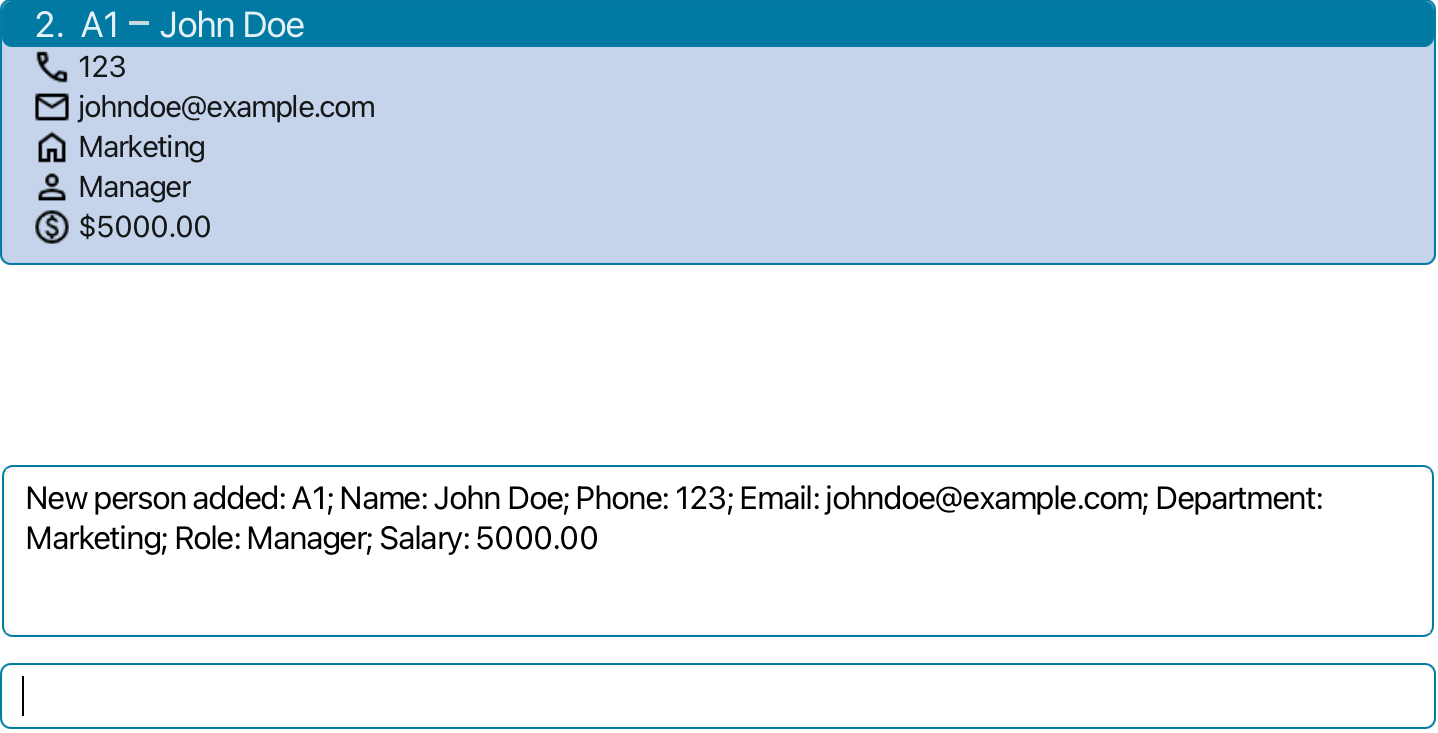 2. A1 – John Doe
123
johndoe@example.com
Marketing
Manager
$5000.00
New person added: A1; Name: John Doe; Phone: 123; Email: johndoe@example.com; Department:
Marketing; Role: Manager; Salary: 5000.00